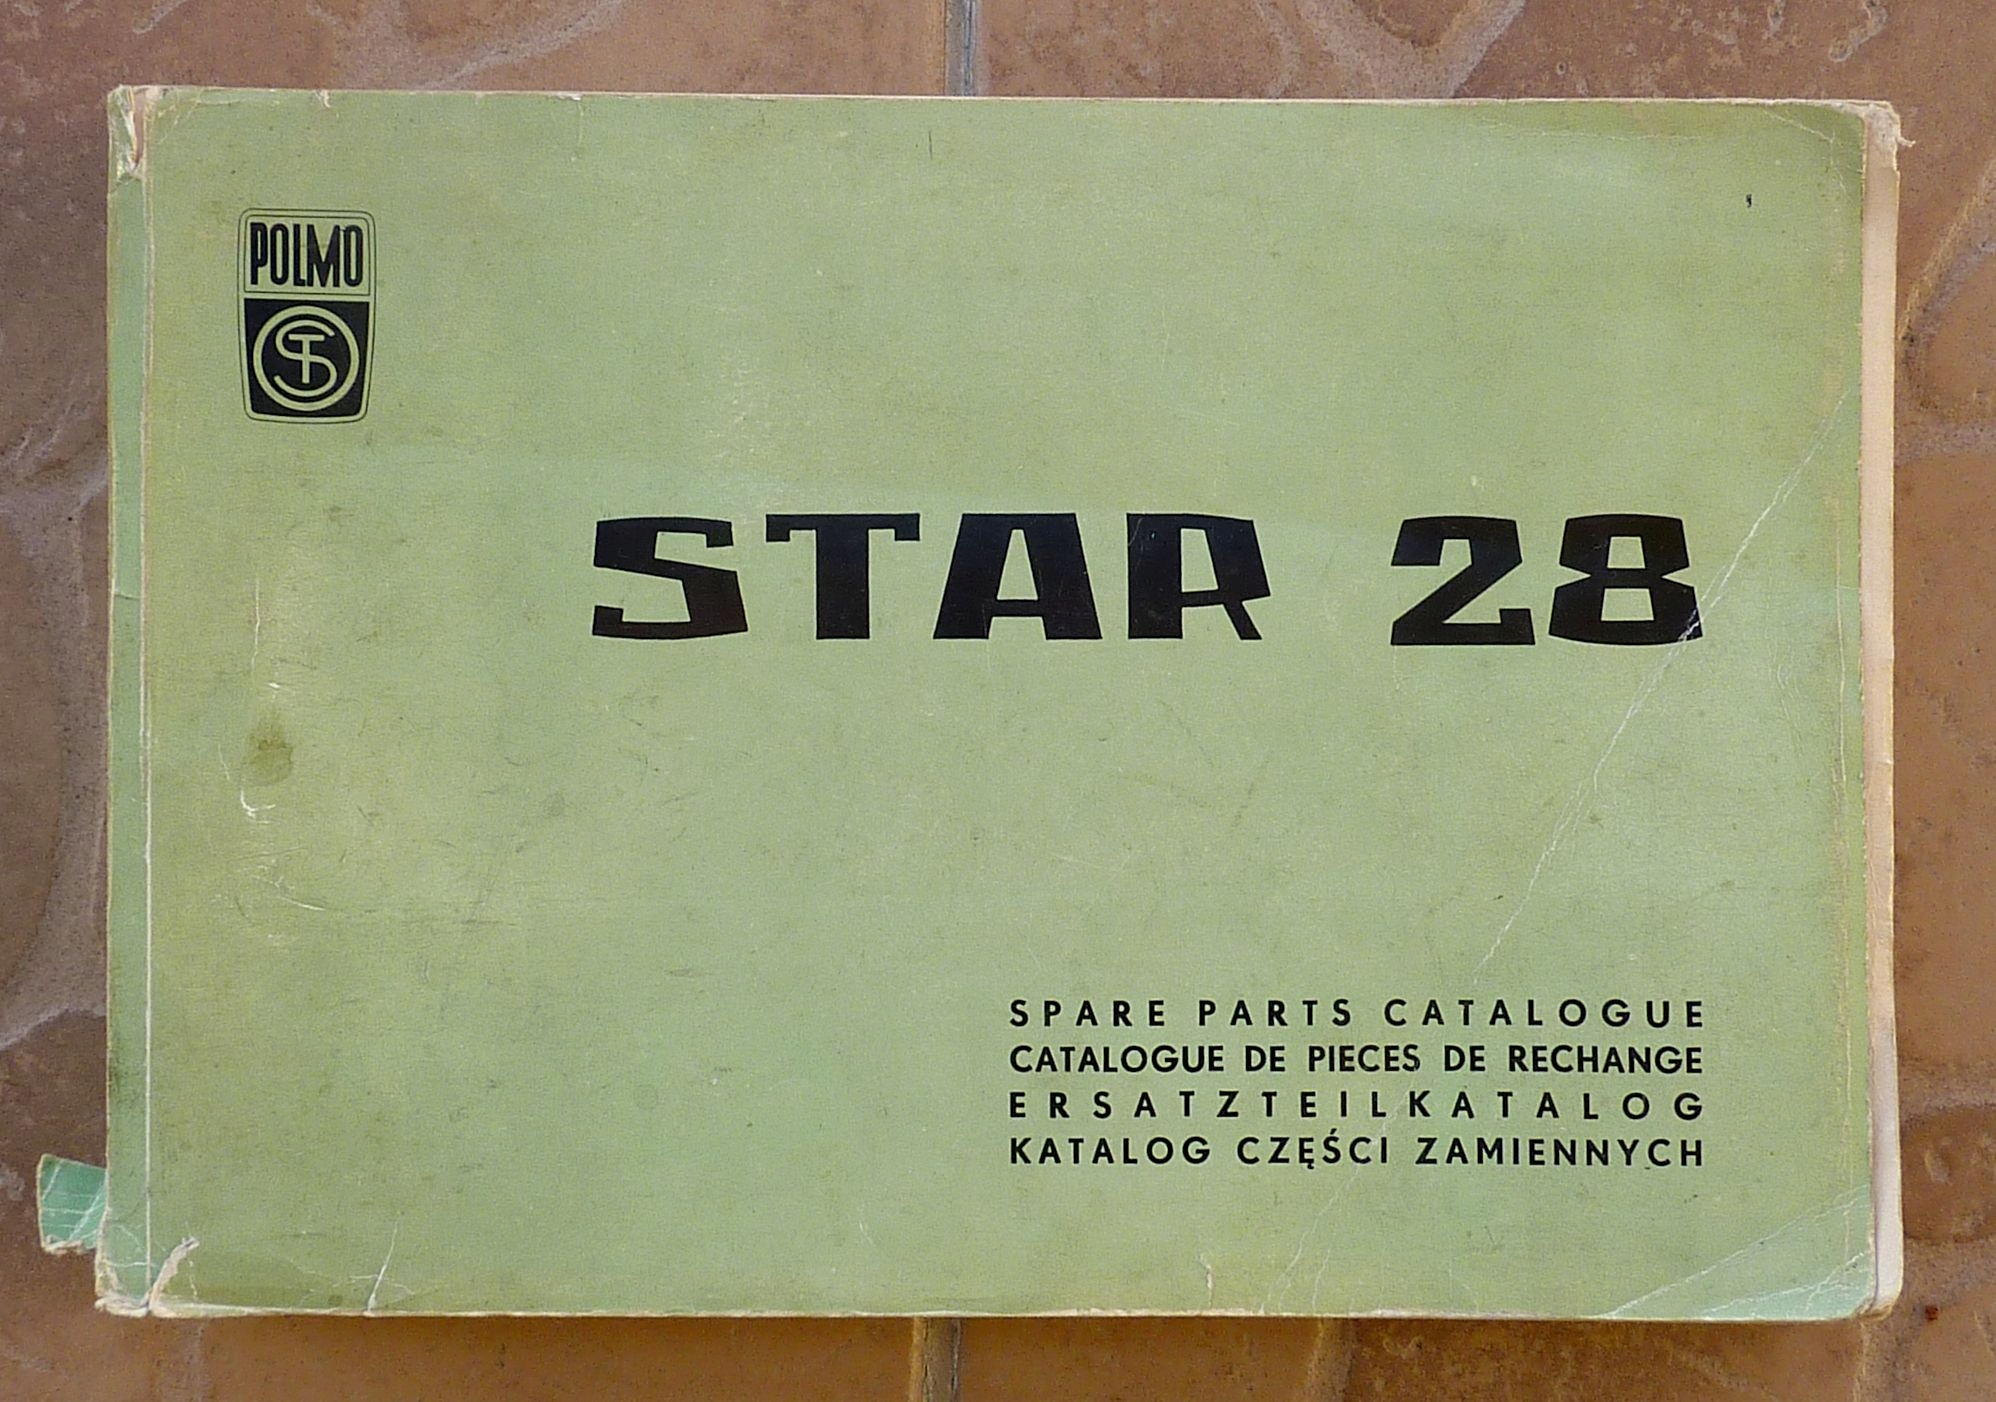 POLMO
ST
STAR 28
SPARE PARTS CATALOGUE
CATALOGUE DE PIECES DE RECHANGE
ERSATZTEILKATALOG
KATALOG CZĘŚCI ZAMIENNYCH